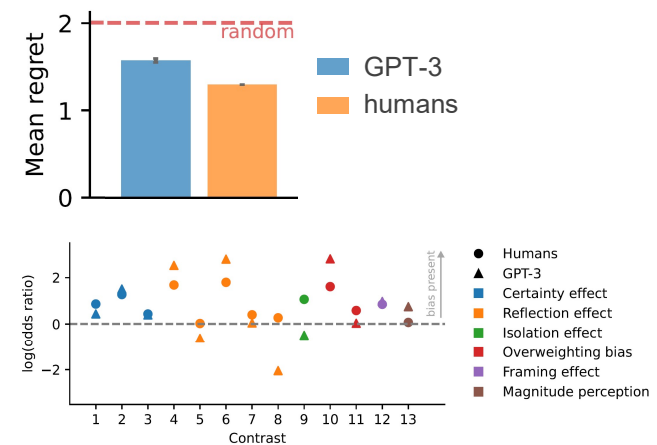 2
random
Mean regret
1
0
GPT-3
humans
log(odds ratio)
2
0
−2
bias present
1 2 3 4 5 6 7 8 9 10 11 12 13
Contrast
Humans
GPT-3
Certainty effect
Reflection effect
Isolation effect
Overweighting bias
Framing effect
Magnitude perception